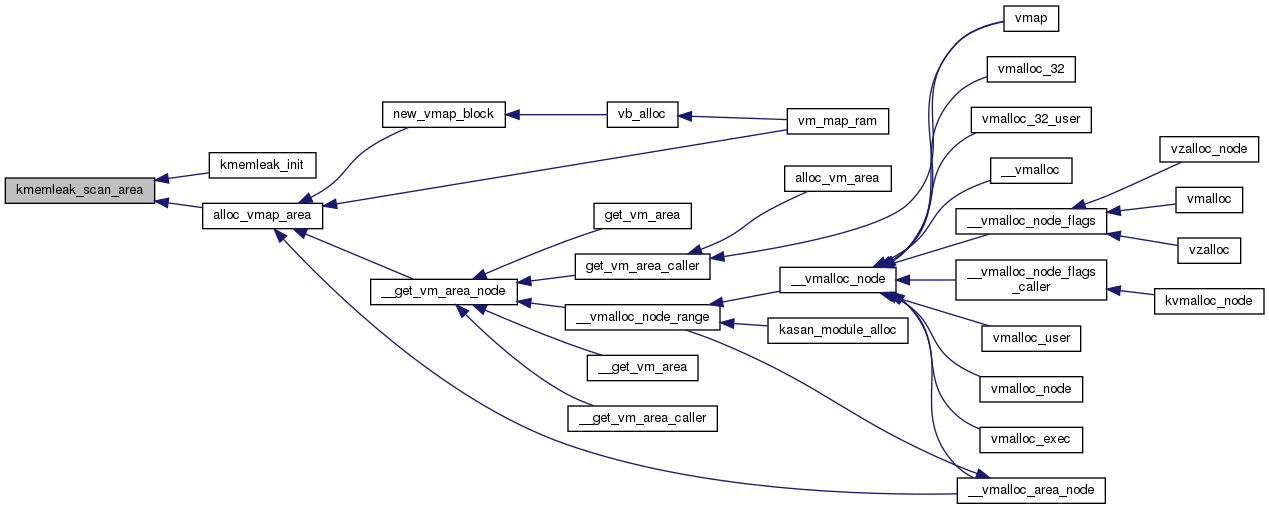 kmemleak_scan_area
kmemleak_init
alloc_vmap_area
new_vmap_block
vb_alloc
vm_map_ram
__get_vm_area_node
get_vm_area
get_vm_area_caller
alloc_vm_area
__vmalloc_node_range
kasan_module_alloc
__get_vm_area
__get_vm_area_caller
__vmalloc_node
vmap
vmalloc_32
vmalloc_32_user
__vmalloc
__vmalloc_node_flags
vzalloc_node
vmalloc
vzalloc
__vmalloc_node_flags
_caller
kvmalloc_node
vmalloc_user
vmalloc_node
vmalloc_exec
__vmalloc_area_node